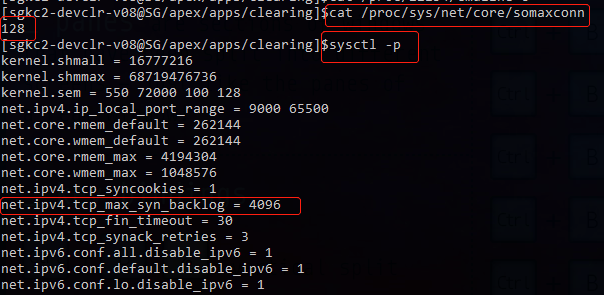 [sgkc2-devclr-v08@SG/apex/apps/clearing]$cat /proc/sys/net/core/somaxconn
128
[sgkc2-devclr-v08@SG/apex/apps/clearing]$sysctl -p
kernel.shmall = 16777216
kernel.shmmax = 68719476736
kernel.sem = 550 72000 100 128
net.ipv4.ip_local_port_range = 9000 65500
net.core.rmem_default = 262144
net.core.wmem_default = 262144
net.core.rmem_max = 4194304
net.core.wmem_max = 1048576
net.ipv4.tcp_syncookies = 1
net.ipv4.tcp_max_syn_backlog = 4096
net.ipv4.tcp_fin_timeout = 30
net.ipv4.tcp_synack_retries = 3
net.ipv6.conf.all.disable_ipv6 = 1
net.ipv6.conf.default.disable_ipv6 = 1
net.ipv6.conf.lo.disable_ipv6 = 1